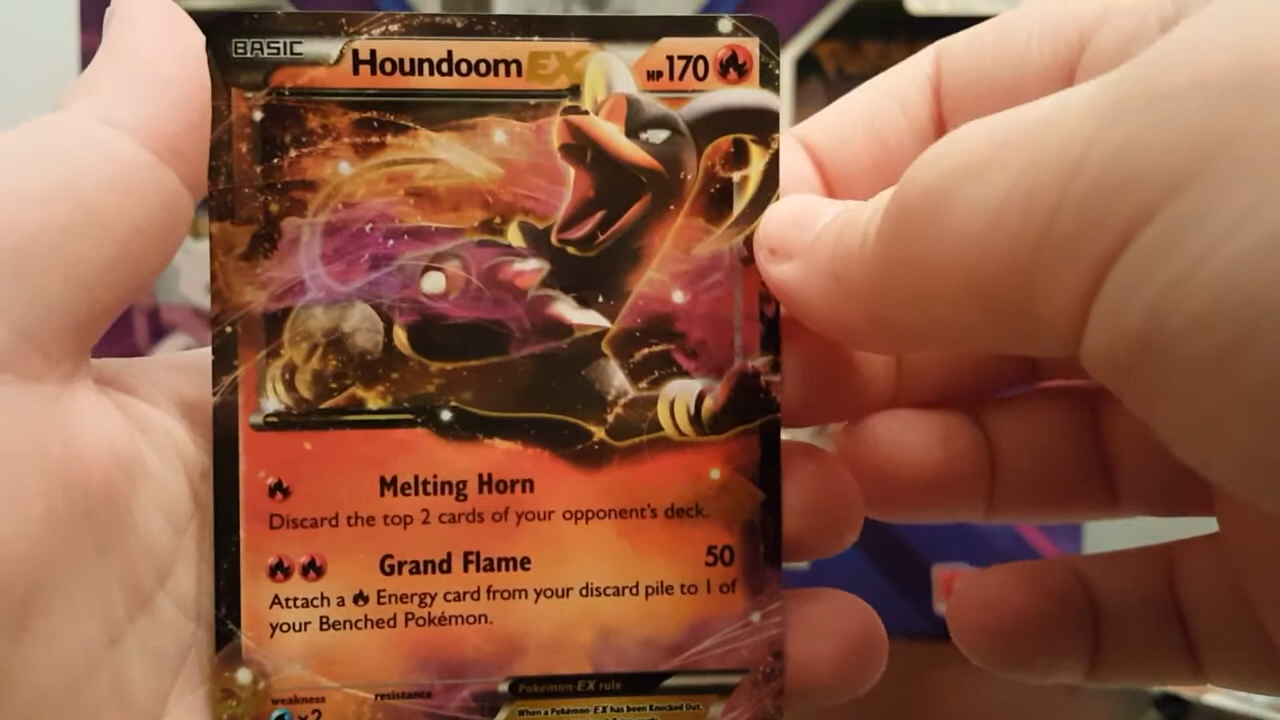 BASIC
Houndoom EX HP 170
Melting Horn
Discard the top 2 cards of your opponent's deck.
Grand Flame 50
Attach a Energy card from your discard pile to 1 of
your Benched Pokémon.
weakness resistance
×2
Pokémon-EX rule
When a Pokémon-EX has been Knocked Out,